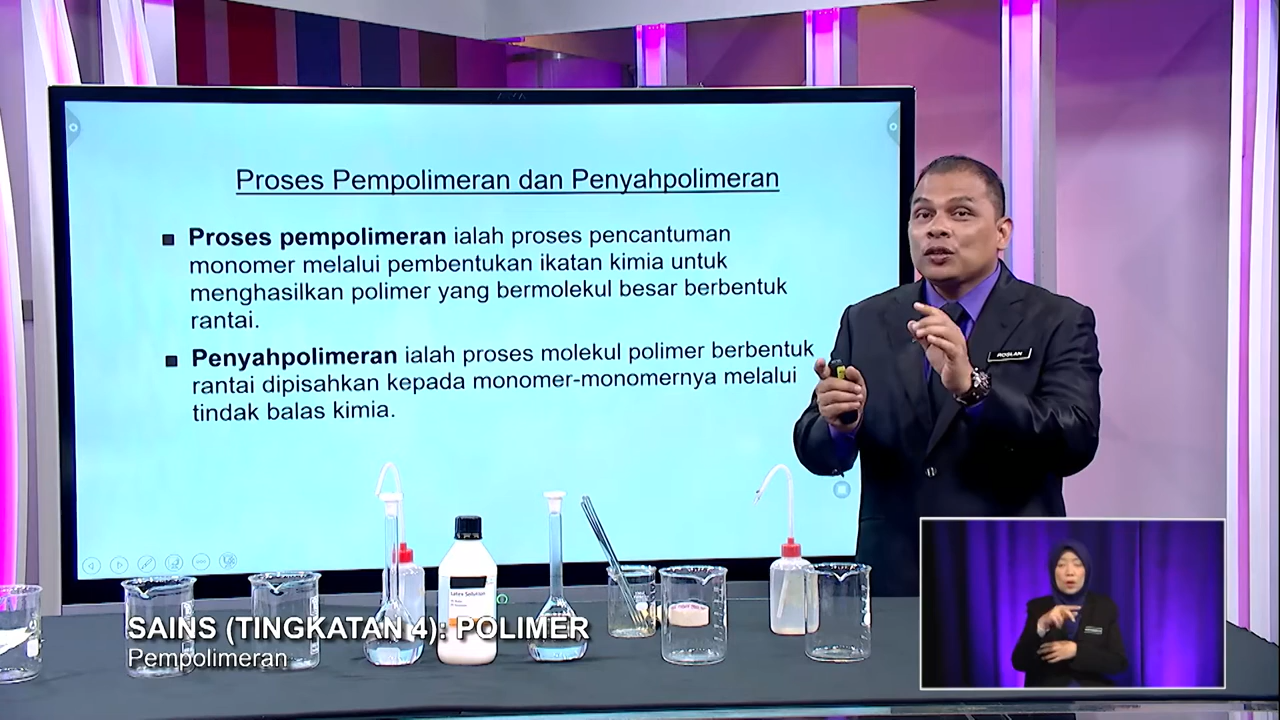 Proses Pempolimeran dan Penyahpolimeran
Proses pempolimeran ialah proses pencantuman
monomer melalui pembentukan ikatan kimia untuk
menghasilkan polimer yang bermolekul besar berbentuk
rantai.
Penyahpolimeran ialah proses molekul polimer berbentuk
rantai dipisahkan kepada monomer-monomernya melalui
tindak balas kimia.
ROSLAN
Latex Solution
SAINS (TINGKATAN 4): POLIMER
Pempolimeran